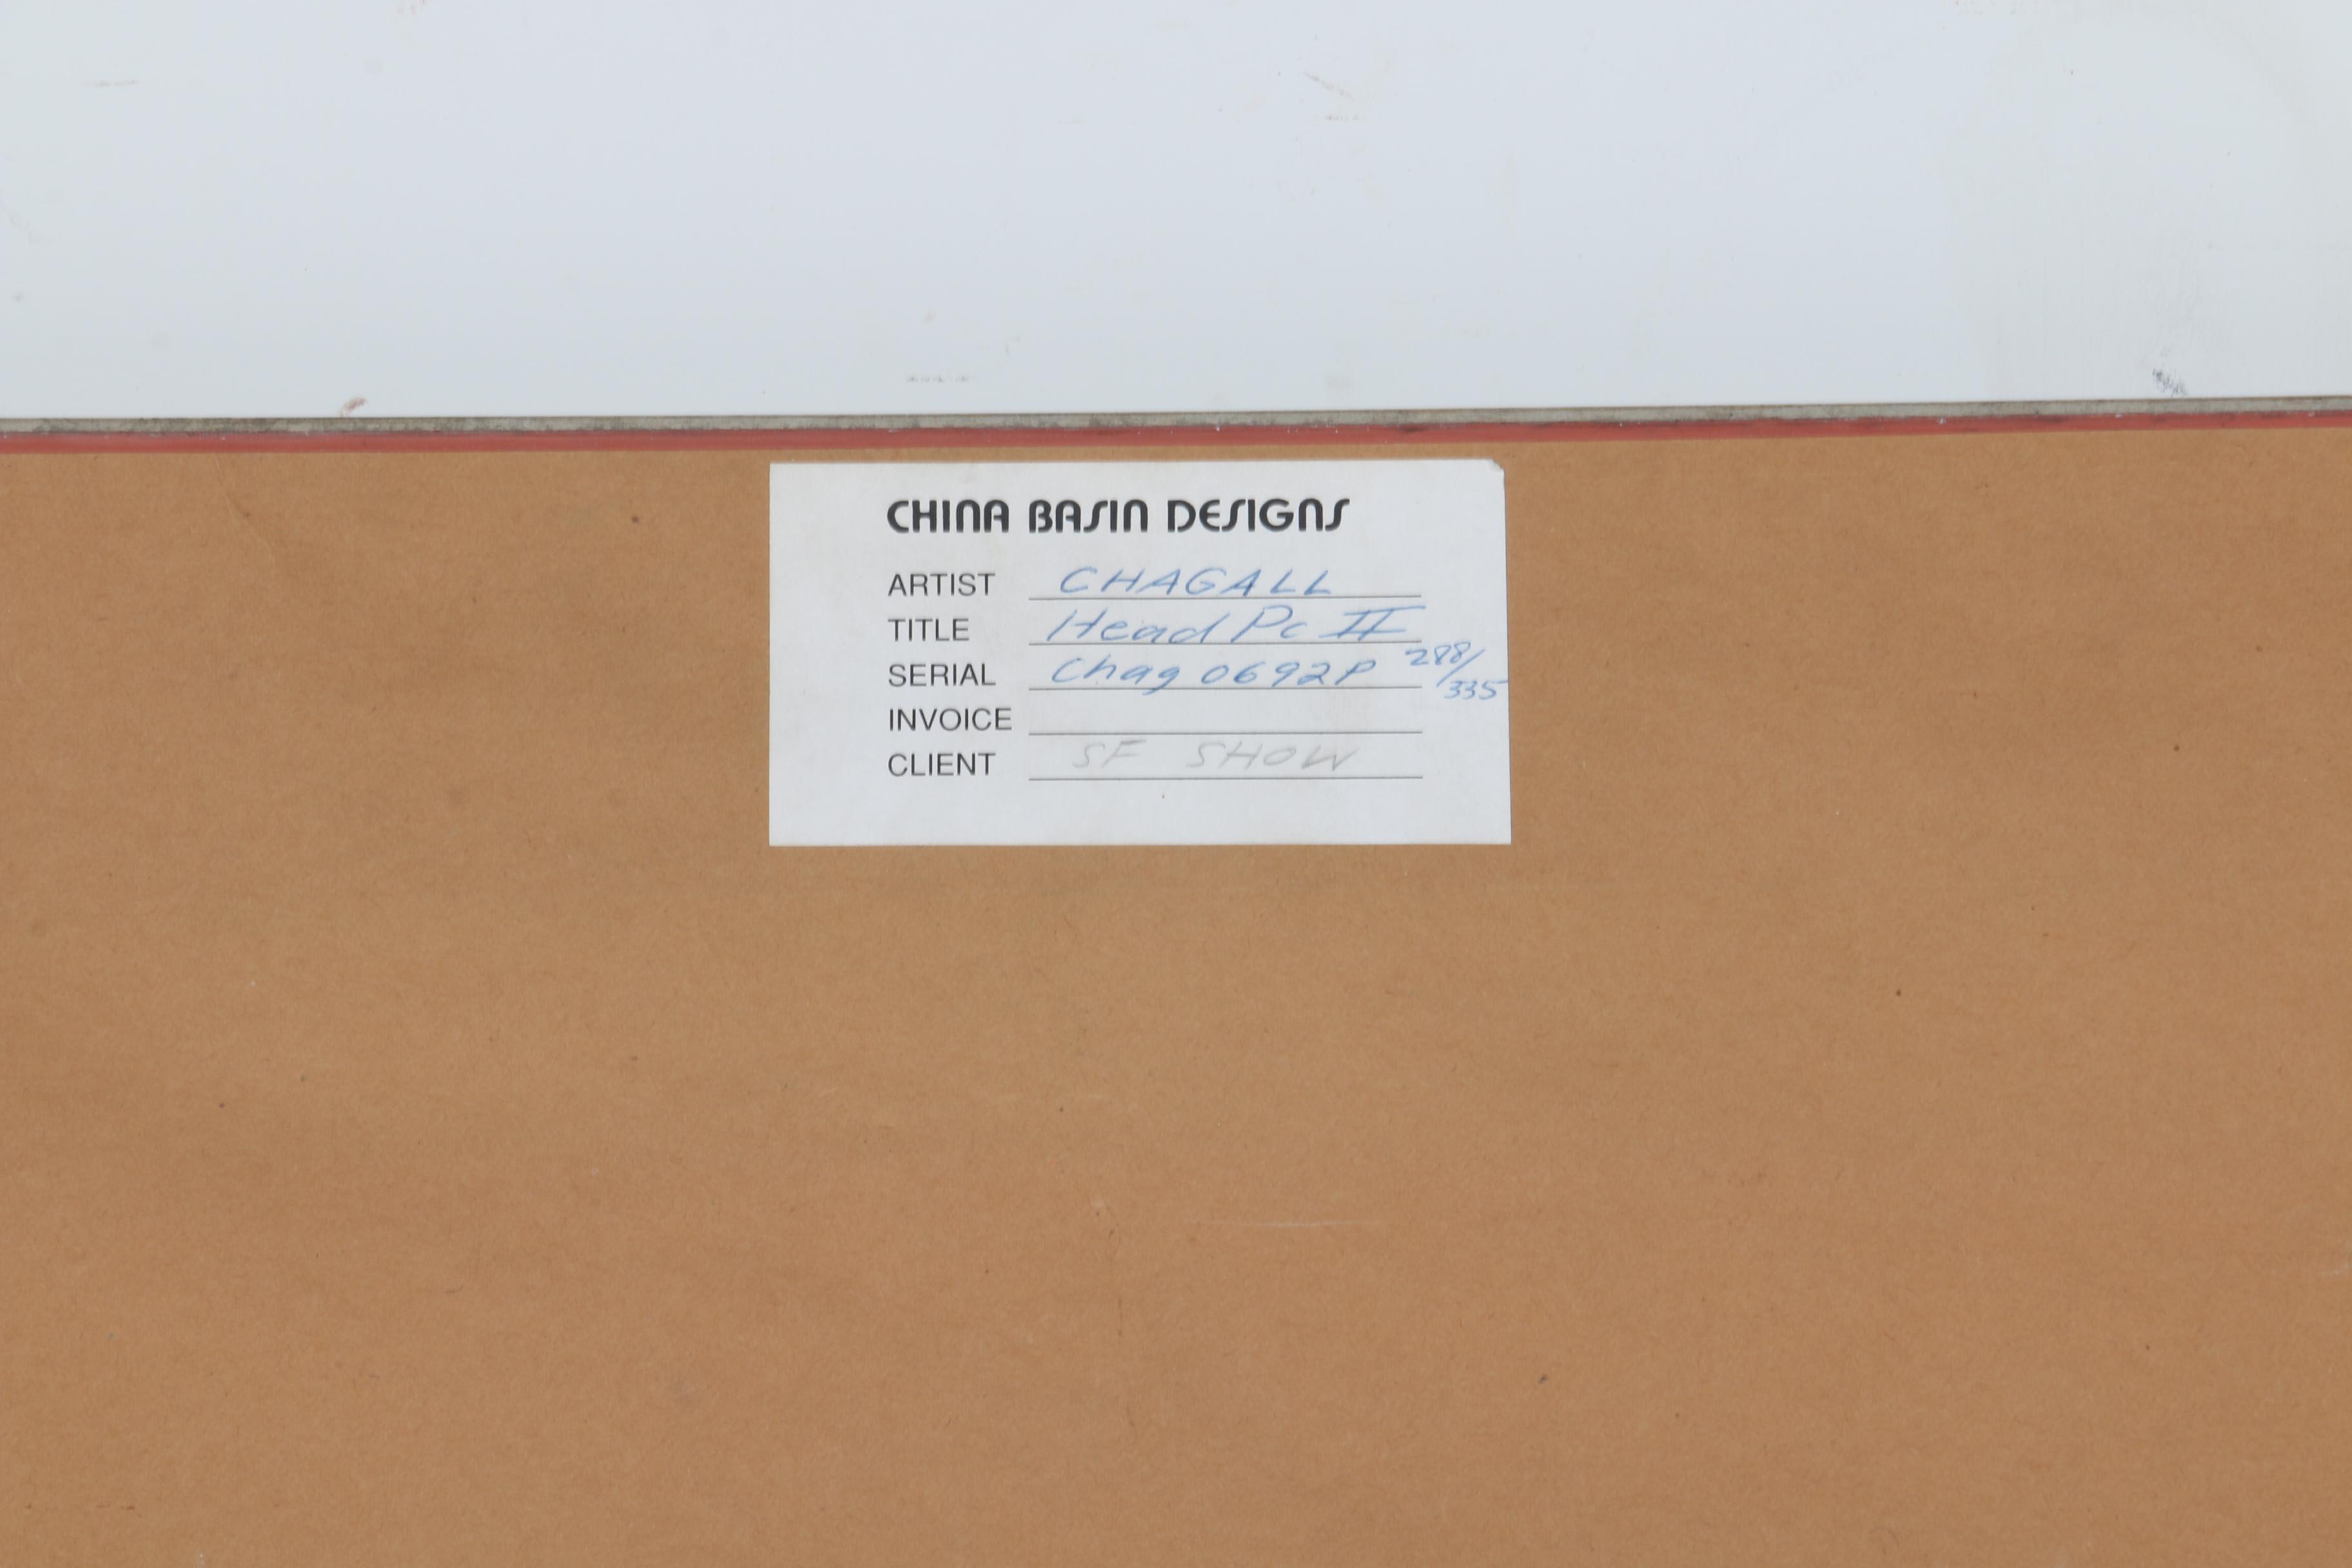 CHINA BASIN DESIGNS
ARTIST CHAGALL
TITLE Head Pc II
SERIAL Chag 0692P 288/335
INVOICE
CLIENT SF SHOW